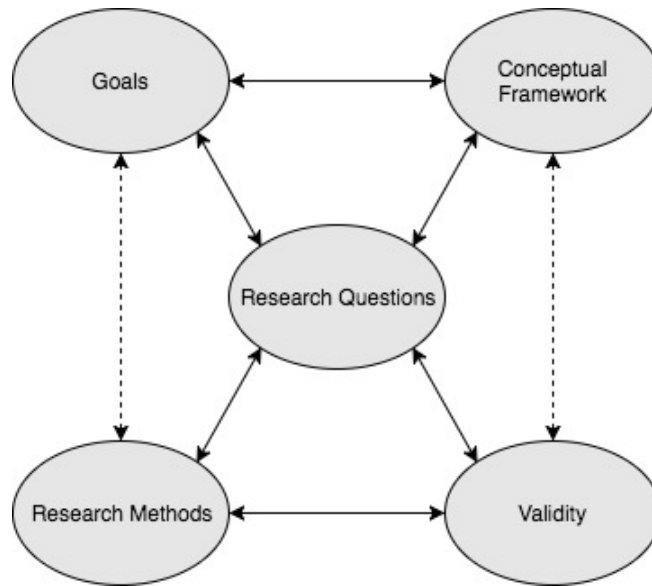 Goals
Conceptual
Framework
Research Questions
Research Methods
Validity